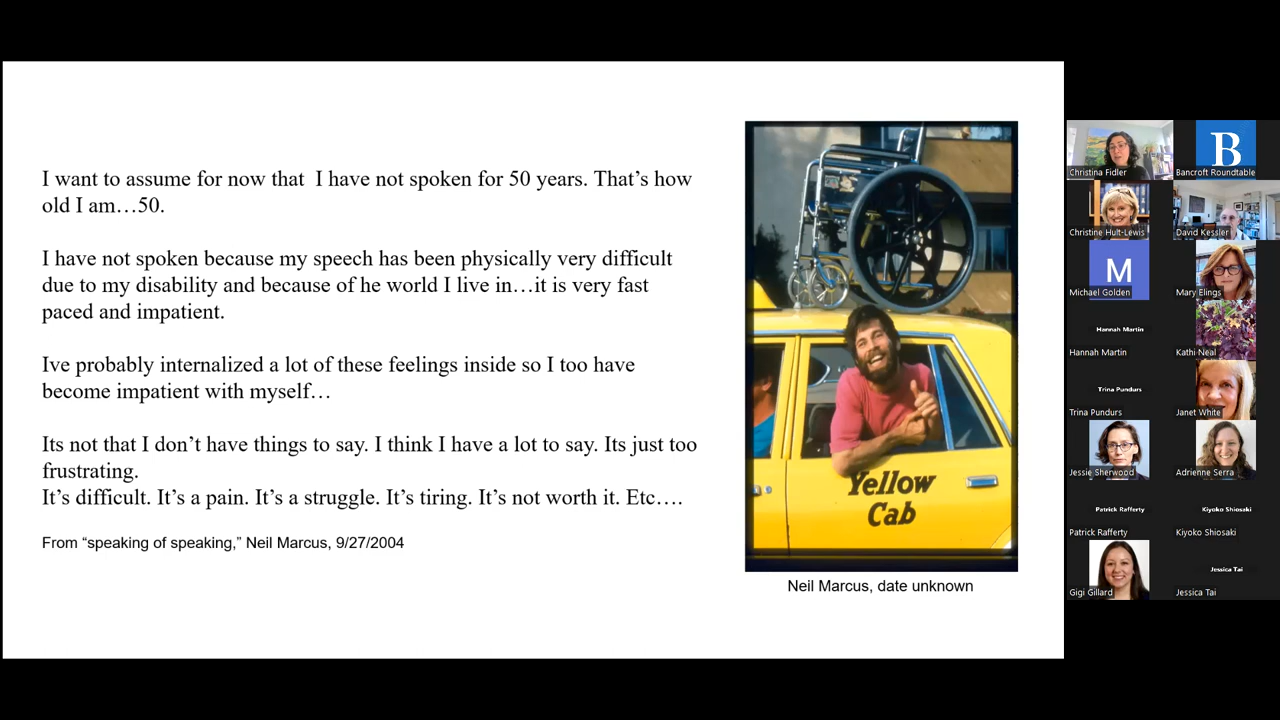 I want to assume for now that  I have not spoken for 50 years. That’s how
old I am…50.
I have not spoken because my speech has been physically very difficult
due to my disability and because of he world I live in…it is very fast
paced and impatient.
Ive probably internalized a lot of these feelings inside so I too have
become impatient with myself…
Its not that I don’t have things to say. I think I have a lot to say. Its just too
frustrating.
It’s difficult. It’s a pain. It’s a struggle. It’s tiring. It’s not worth it. Etc….
From “speaking of speaking,” Neil Marcus, 9/27/2004
Yellow
Cab
Neil Marcus, date unknown
Christina Fidler
B
Bancroft Roundtable
Christine Hult-Lewis
David Kessler
M
Michael Golden
Mary Elings
Hannah Martin
Hannah Martin
Kathi Neal
Trina Pundurs
Trina Pundurs
Janet White
Jessie Sherwood
Adrienne Serra
Patrick Rafferty
Kiyoko Shiosaki
Patrick Rafferty
Kiyoko Shiosaki
Gigi Gillard
Jessica Tai
Jessica Tai